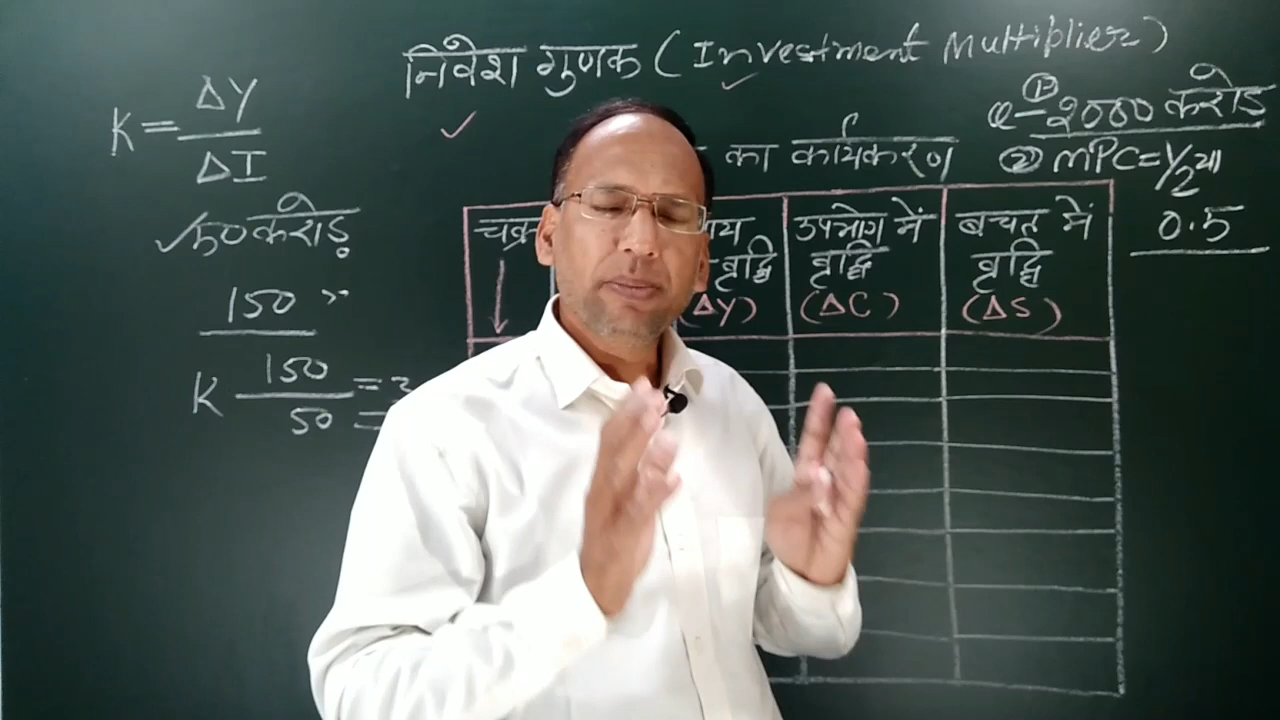 निवेश गुणक (Investment Multiplier)
K = ΔY
ΔI
50 करोड़
150 "
K 150 =
50
का कार्यकरण
① 2000 करोड़
② MPC = 1/2 या
0.5
उपभोग में वृद्धि (ΔC)
बचत में वृद्धि (ΔS)
वृद्धि (ΔY)